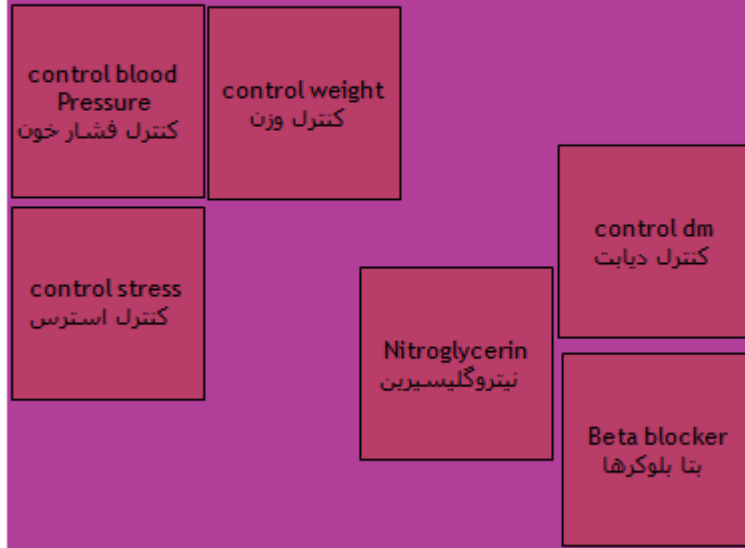 control blood
Pressure
کنترل فشار خون
control weight
کنترل وزن
control dm
کنترل دیابت
control stress
کنترل استرس
Nitroglycerin
نیتروگلیسیرین
Beta blocker
بتا بلوکرها